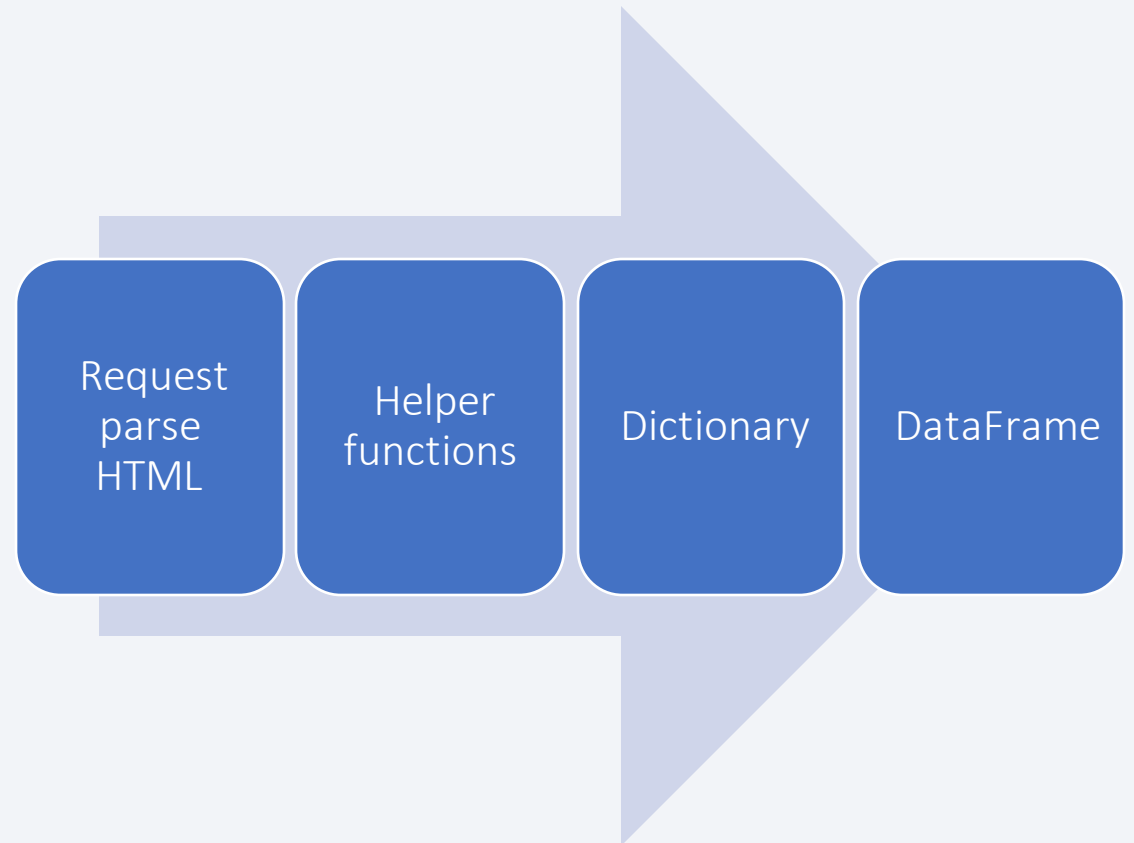 Request
parse
HTML
Helper
functions
Dictionary
DataFrame